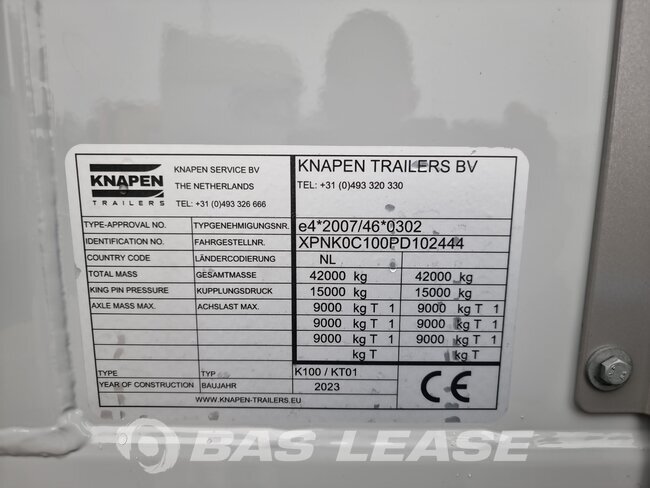 KNAPEN
TRAILERS
KNAPEN SERVICE BV
THE NETHERLANDS
TEL: +31 (0)493 326 666
KNAPEN TRAILERS BV
TEL: +31 (0)493 320 330
TYPE-APPROVAL NO. TYPGENEHMIGUNGSNR. e4*2007/46*0302
IDENTIFICATION NO. FAHRGESTELLNR. XPNK0C100PD102444
COUNTRY CODE LÄNDERCODIERUNG NL
TOTAL MASS GESAMTMASSE 42000 kg 42000 kg
KING PIN PRESSURE KUPPLUNGSDRUCK 15000 kg 15000 kg
AXLE MASS MAX. ACHSLAST MAX. 9000 kg T 1 9000 kg T 1
9000 kg T 1 9000 kg T 1
9000 kg T 1 9000 kg T 1
kg T kg T
TYPE TYP K100 / KT01
YEAR OF CONSTRUCTION BAUJAHR 2023
CE
WWW.KNAPEN-TRAILERS.EU
BAS LEASE